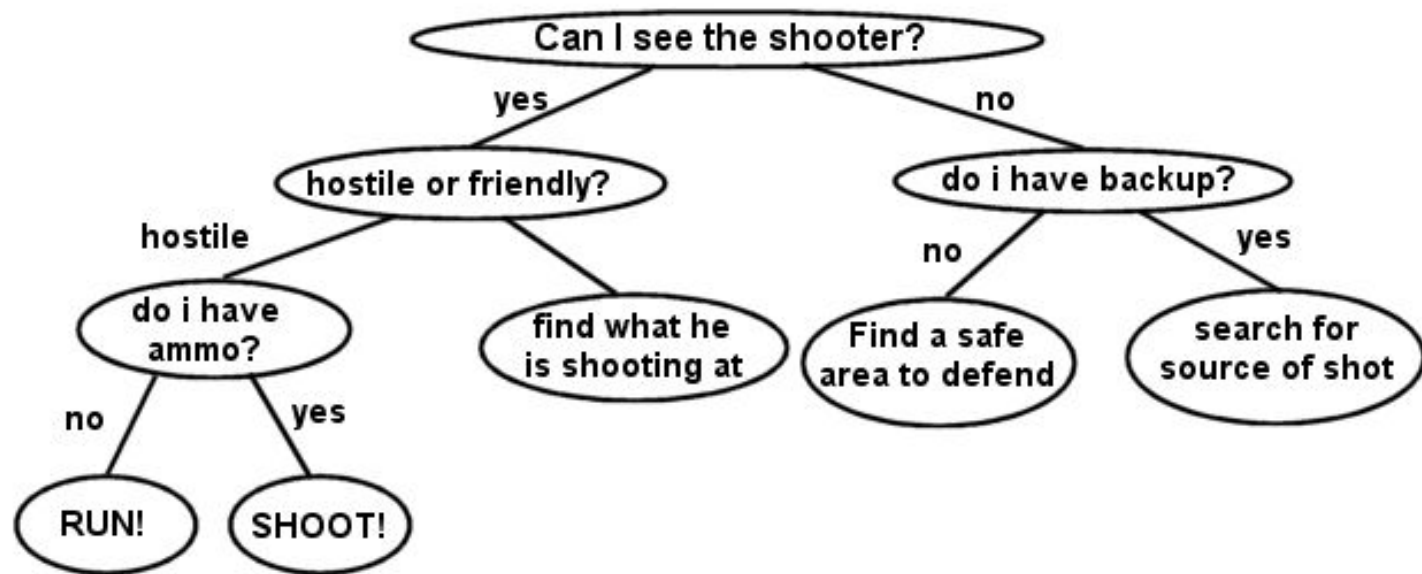 Can I see the shooter?
yes
no
hostile or friendly?
do i have backup?
hostile
no
yes
do i have
ammo?
find what he
is shooting at
Find a safe
area to defend
search for
source of shot
no
yes
RUN!
SHOOT!